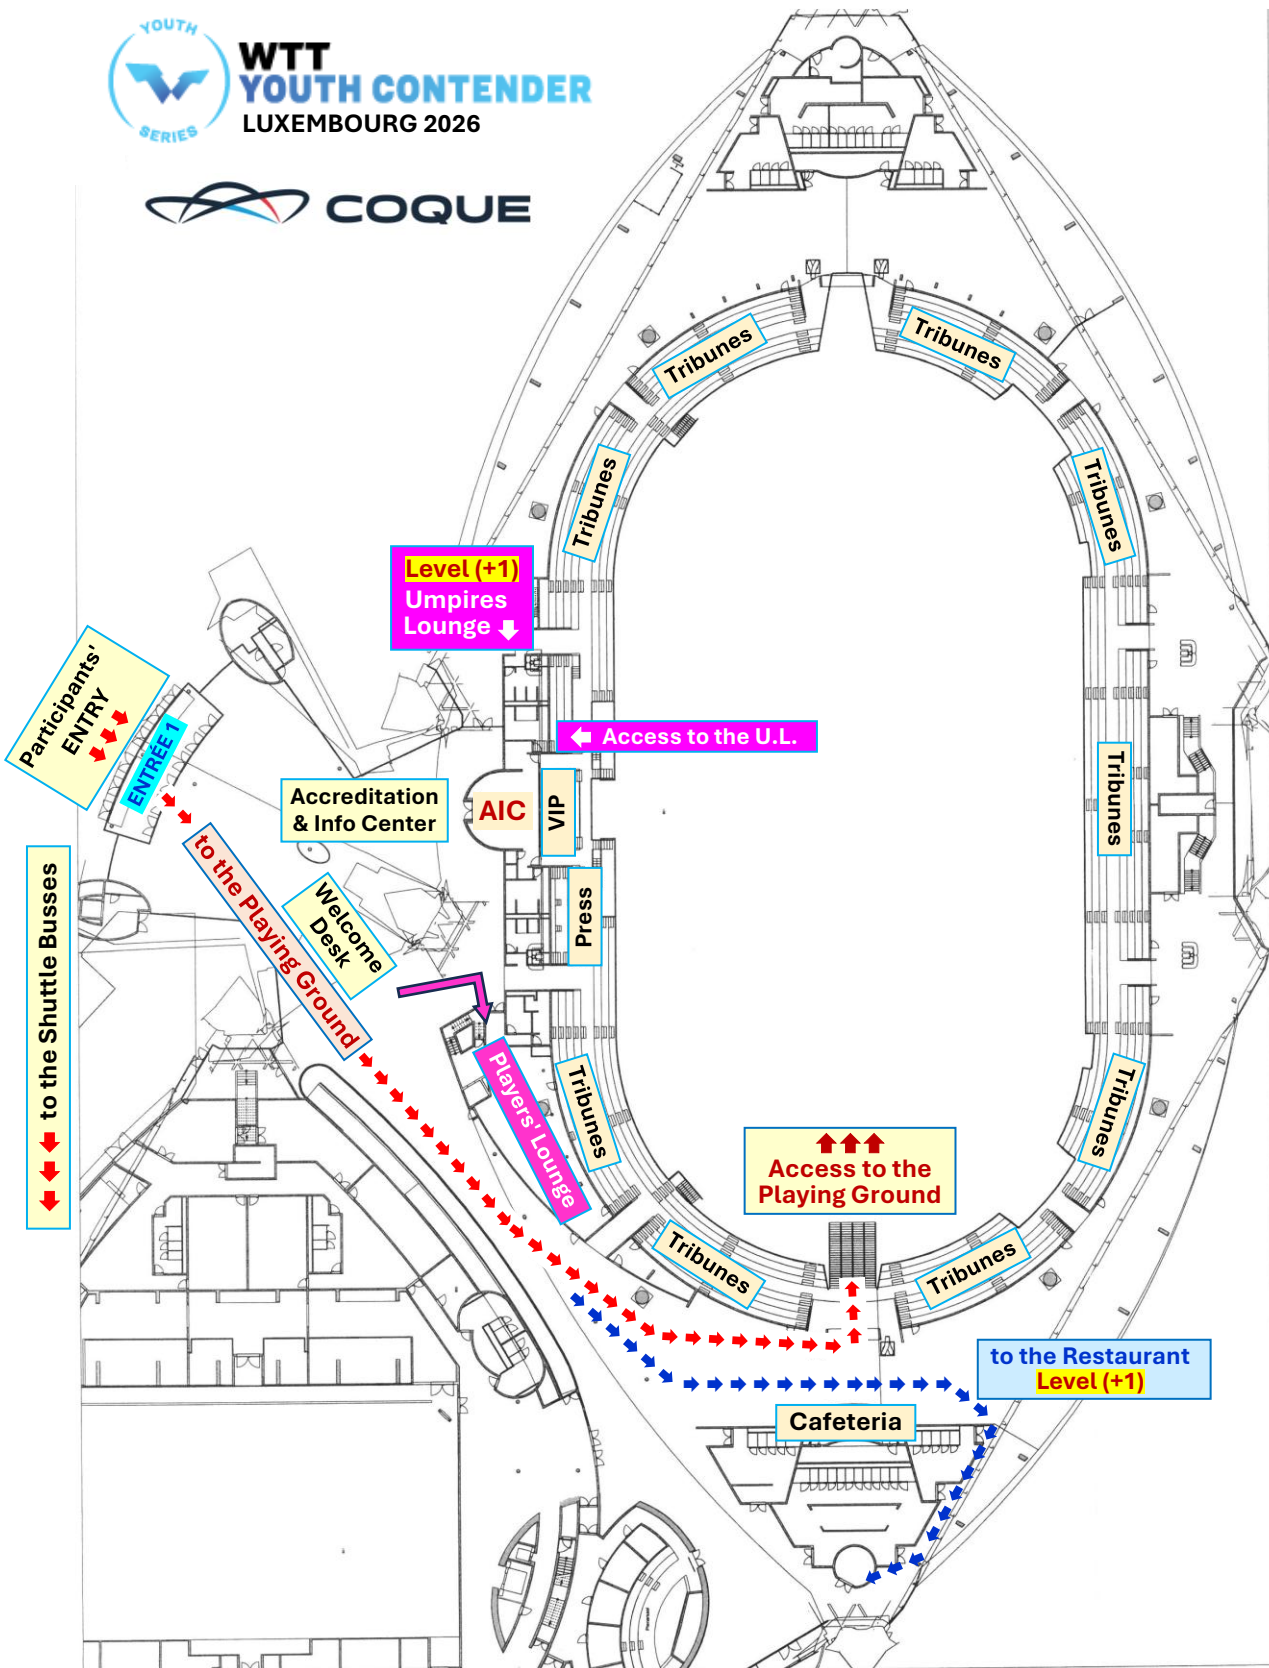 YOUTH
SERIES
WTT
YOUTH CONTENDER
LUXEMBOURG 2026
COQUE
Tribunes
Tribunes
Tribunes
Tribunes
Level (+1)
Umpires
Lounge
Participants'
ENTRY
ENTRÉE 1
Access to the U.L.
Accreditation
& Info Center
AIC
VIP
Tribunes
to the Playing Ground
Welcome
Desk
Press
to the Shuttle Busses
Players' Lounge
Tribunes
Tribunes
Access to the
Playing Ground
Tribunes
Tribunes
to the Restaurant
Level (+1)
Cafeteria